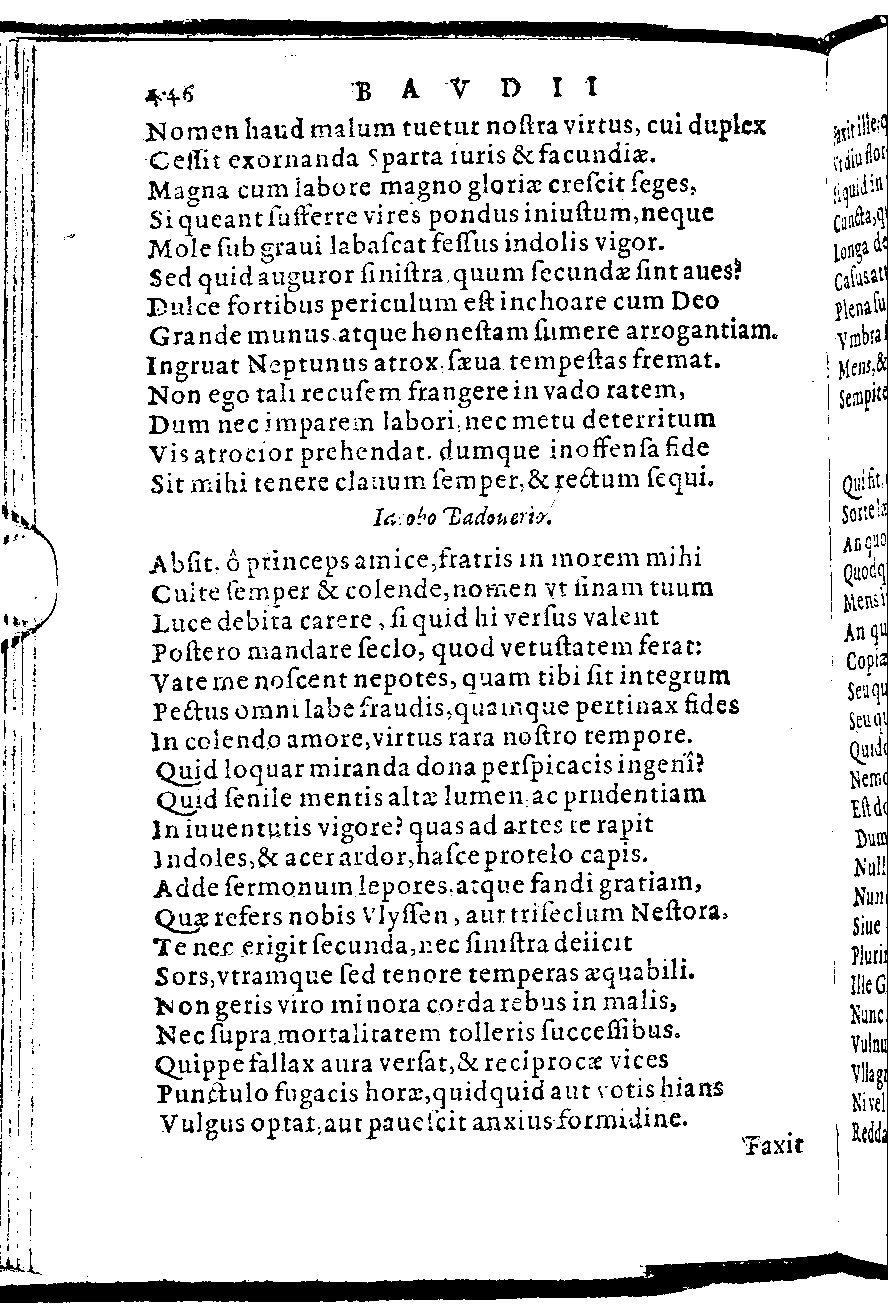 446 BAVDII
Nomen haud malum tuetur noſtra virtus, cui duplex
Ceſſit exornanda Sparta iuris & facundiæ.
Magna cum labore magno gloriæ creſcit ſeges,
Si queant ſufferre vires pondus iniuſtum, neque
Mole ſub graui labaſcat feſſus indolis vigor.
Sed quid auguror ſiniſtra, quum ſecundæ ſint aues?
Dulce fortibus periculum eſt inchoare cum Deo
Grande munus, atque honeſtam ſumere arrogantiam.
Ingruat Neptunus atrox, ſæua tempeſtas fremat.
Non ego tali recuſem frangere in vado ratem,
Dum nec imparem labori, nec metu deterritum
Vis atrocior prehendat. dumque inoffenſa fide
Sit mihi tenere clauum ſemper, & rectum ſequi.
Iacobo Badouerio.
Abſit, ô princeps amice, fratris in morem mihi
Culte ſemper & colende, nomen vt ſinam tuum
Luce debita carere, ſi quid hi verſus valent
Poſtero mandare ſeclo, quod vetuſtatem ferat:
Vate me noſcent nepotes, quam tibi ſit integrum
Pectus omni labe fraudis, quamque pertinax fides
In colendo amore, virtus rara noſtro tempore.
Quid loquar miranda dona perſpicacis ingenî?
Quid ſenile mentis altæ lumen, ac prudentiam
In iuuentutis vigore? quas ad artes te rapit
Indoles, & acer ardor, haſce protelo capis.
Adde ſermonum lepores, atque fandi gratiam,
Quæ refers nobis Vlyſſen, aut triſeclum Neſtora.
Te nec erigit ſecunda, nec ſiniſtra deiicit
Sors, vtramque ſed tenore temperas æquabili.
Non geris viro minora corda rebus in malis,
Nec ſupra mortalitatem tolleris ſucceſſibus.
Quippe fallax aura verſat, & reciprocæ vices
Punctulo fugacis horæ, quidquid aut votis hians
Vulgus optat, aut paueſcit anxius formidine.
Faxit